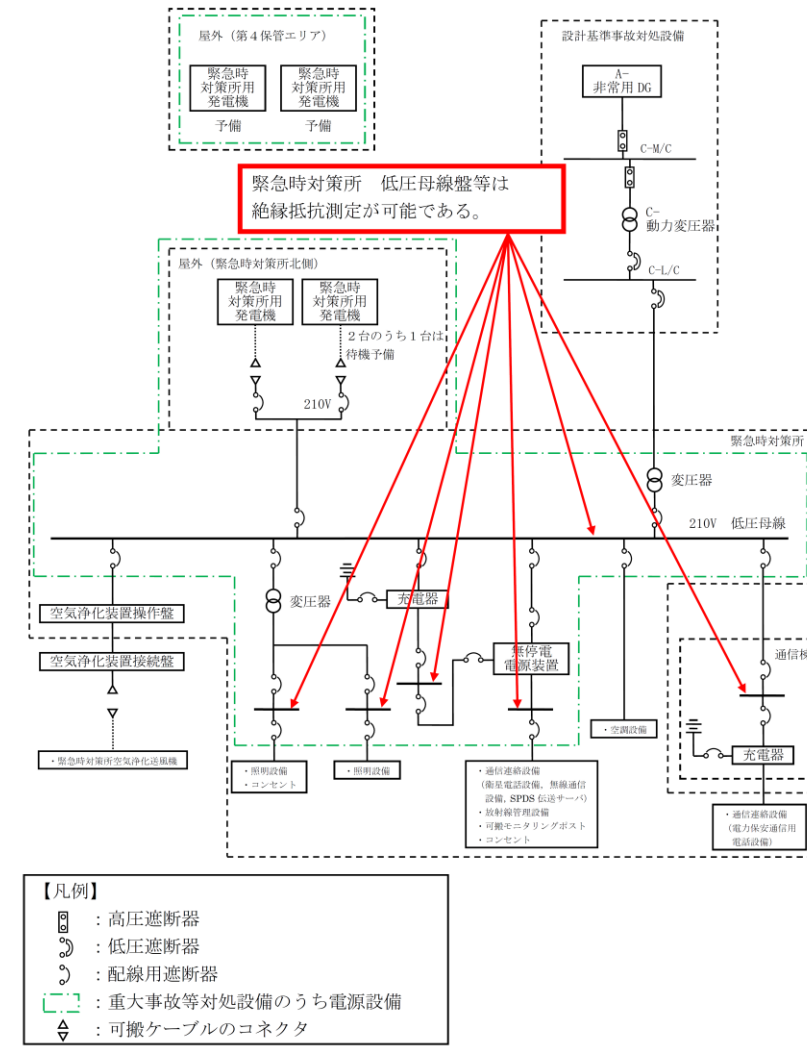 屋外（第４保管エリア）
緊急時
対策所用
発電機
緊急時
対策所用
発電機
予備
予備
設計基準事故対処設備
A-
非常用 DG
C-M/C
C-
動力変圧器
C-L/C
緊急時対策所　低圧母線盤等は
絶縁抵抗測定が可能である。
屋外（緊急時対策所北側）
緊急時
対策所用
発電機
緊急時
対策所用
発電機
２台のうち１台は
待機予備
210V
緊急時対策所
変圧器
210V　低圧母線
空気浄化装置操作盤
空気浄化装置接続盤
・緊急時対策所空気浄化送風機
変圧器
充電器
無停電
電源装置
・照明設備
・コンセント
・照明設備
・通信連絡設備
（衛星電話設備，無線通信
設備，SPDS 伝送サーバ）
・放射線管理設備
・可搬モニタリングポスト
・コンセント
・空調設備
通信棟
充電器
・通信連絡設備
（電力保安通信用
電話設備）
【凡例】
：高圧遮断器
：低圧遮断器
：配線用遮断器
：重大事故等対処設備のうち電源設備
：可搬ケーブルのコネクタ